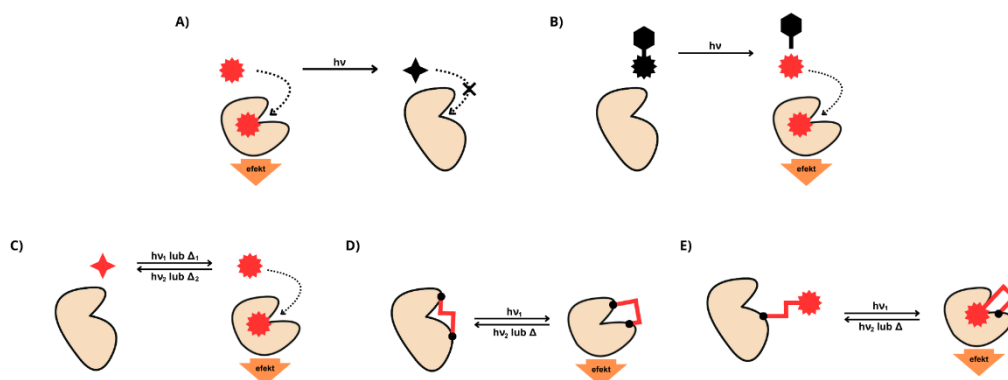 A)
hν
efekt
B)
hν
efekt
C)
hν₁ lub Δ₁
hν₂ lub Δ₂
efekt
D)
hν₁
hν₂ lub Δ
efekt
E)
hν₁
hν₂ lub Δ
efekt